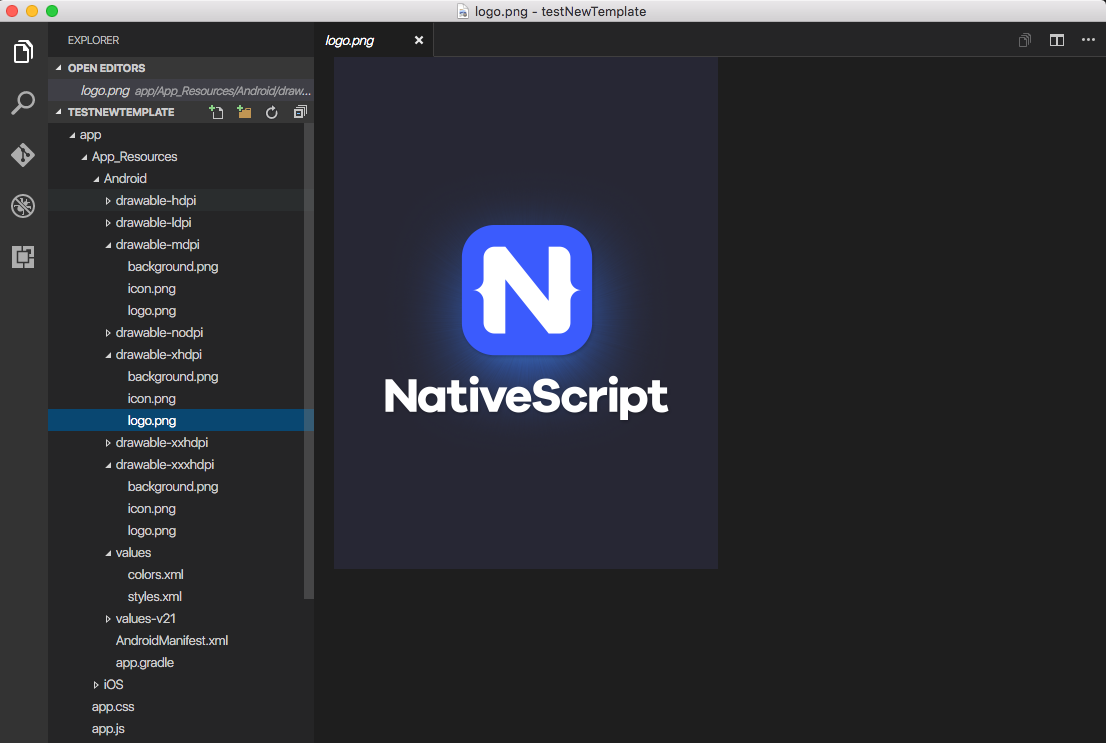 logo.png - testNewTemplate
EXPLORER
logo.png
OPEN EDITORS
logo.png app/App_Resources/Android/draw...
TESTNEWTEMPLATE
app
App_Resources
Android
drawable-hdpi
drawable-ldpi
drawable-mdpi
background.png
icon.png
logo.png
drawable-nodpi
drawable-xhdpi
background.png
icon.png
logo.png
drawable-xxhdpi
drawable-xxxhdpi
background.png
icon.png
logo.png
values
colors.xml
styles.xml
values-v21
AndroidManifest.xml
app.gradle
iOS
app.css
app.js
N
NativeScript